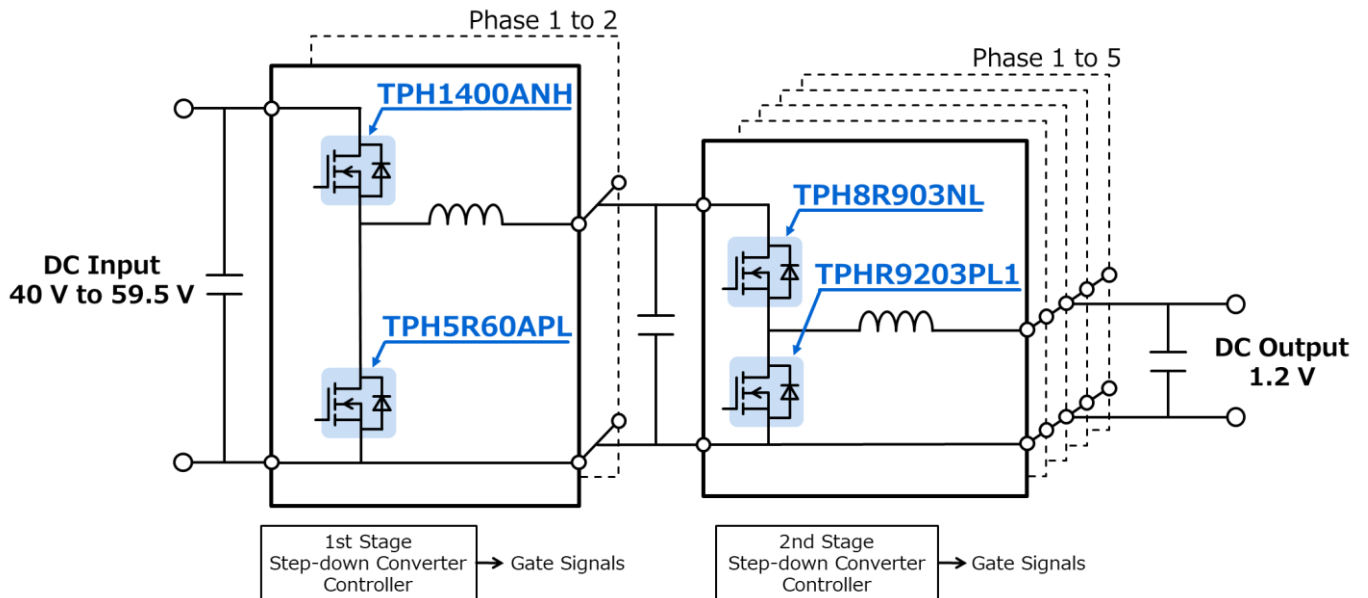 Phase 1 to 2
Phase 1 to 5
TPH1400ANH
TPH8R903NL
DC Input
40 V to 59.5 V
TPHR9203PL1
TPH5R60APL
DC Output
1.2 V
1st Stage
Step-down Converter
Controller
Gate Signals
2nd Stage
Step-down Converter
Controller
Gate Signals